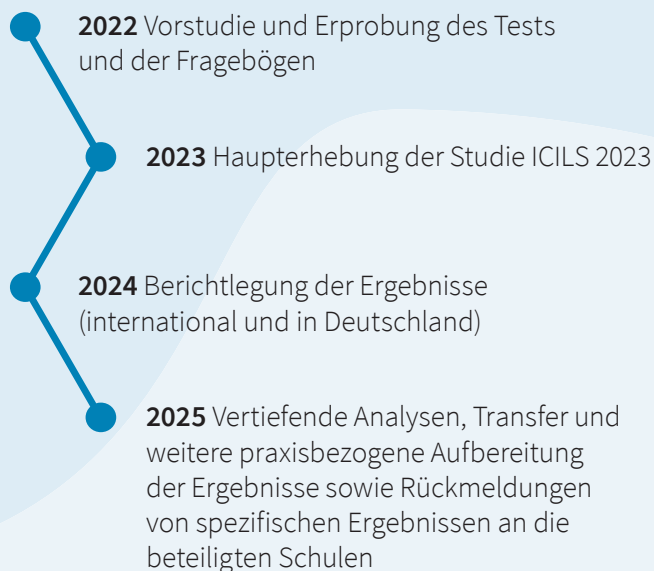 2022 Vorstudie und Erprobung des Tests
und der Fragebögen
2023 Haupterhebung der Studie ICILS 2023
2024 Berichtlegung der Ergebnisse
(international und in Deutschland)
2025 Vertiefende Analysen, Transfer und
weitere praxisbezogene Aufbereitung
der Ergebnisse sowie Rückmeldungen
von spezifischen Ergebnissen an die
beteiligten Schulen